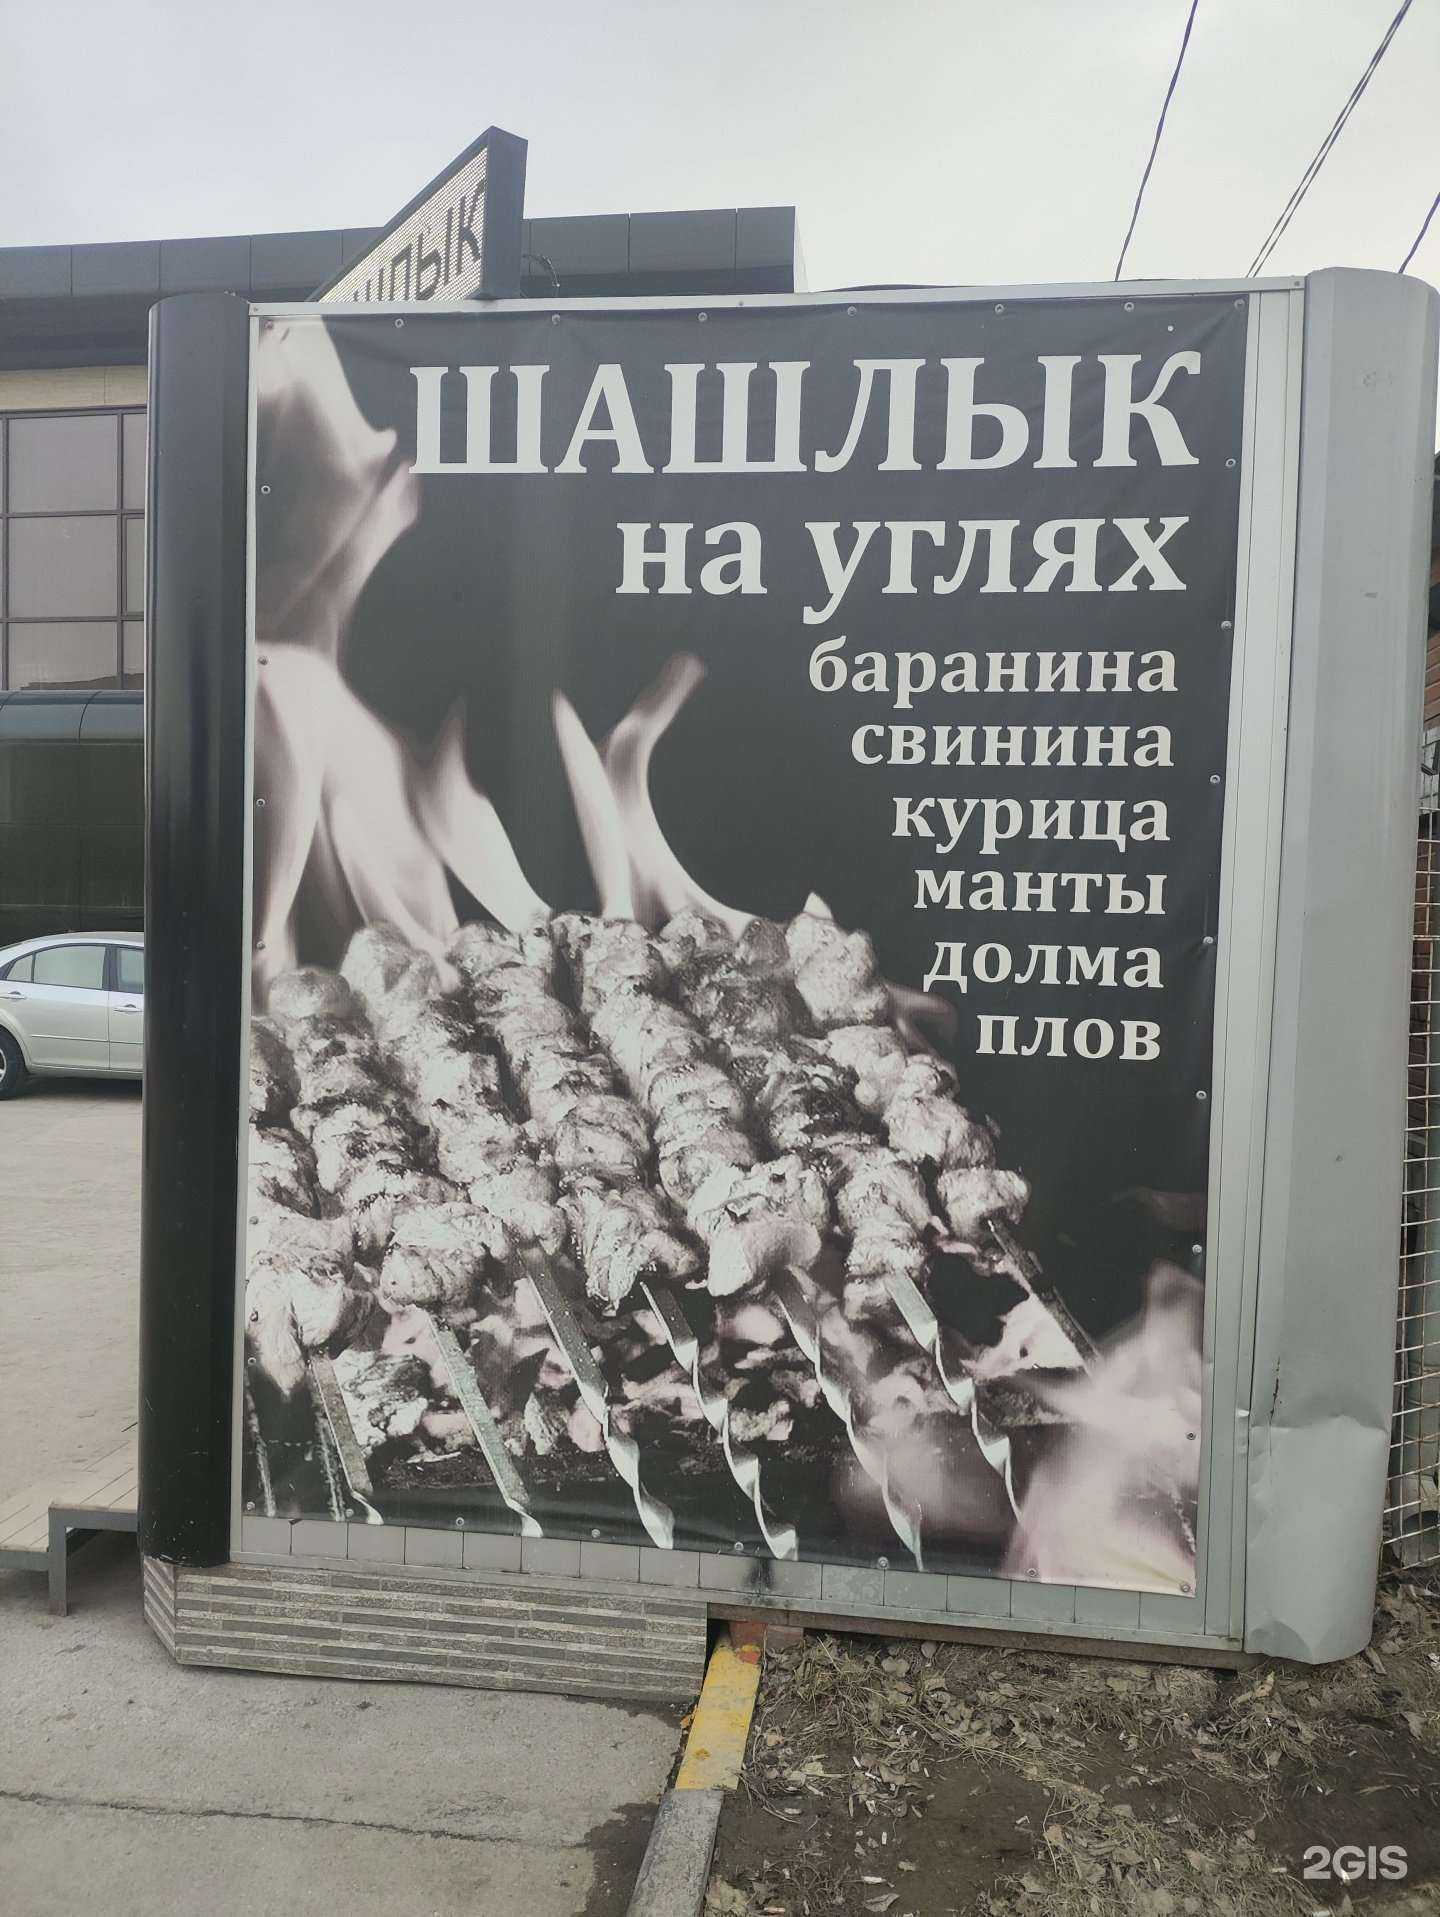 ШАШЛЫК
на углях
баранина
свинина
курица
манты
долма
плов
2GIS